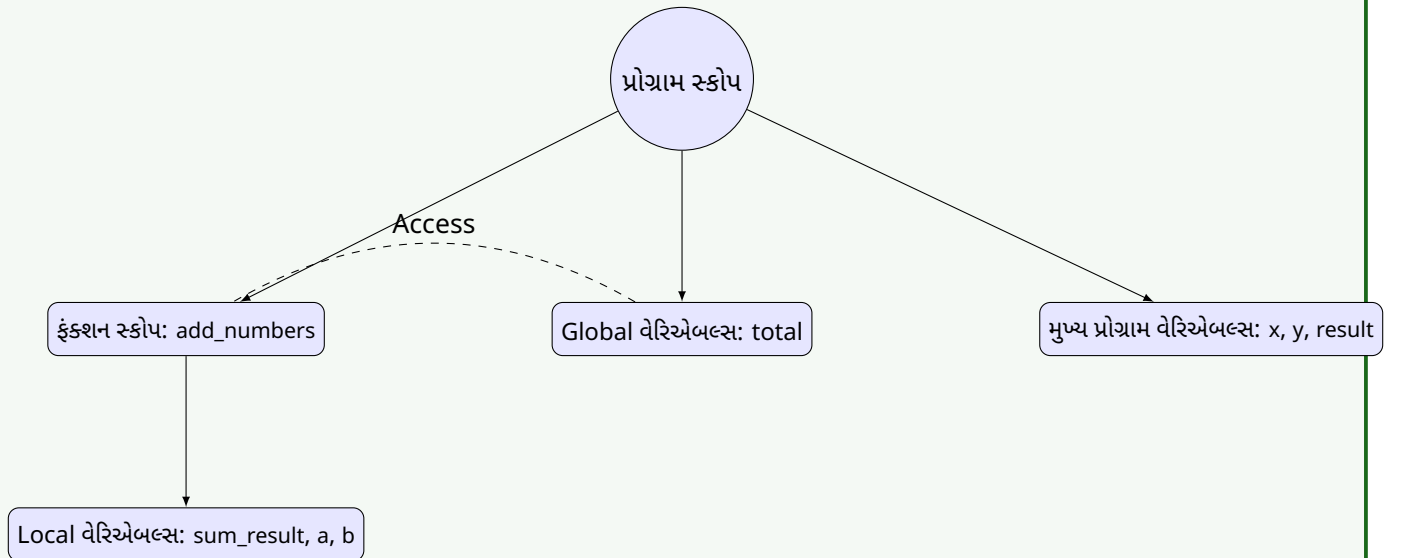 પ્રોગ્રામ સ્કોપ
Access
ફંક્શન સ્કોપ: add_numbers
Global વેરિએબલ્સ: total
મુખ્ય પ્રોગ્રામ વેરિએબલ્સ: x, y, result
Local વેરિએબલ્સ: sum_result, a, b